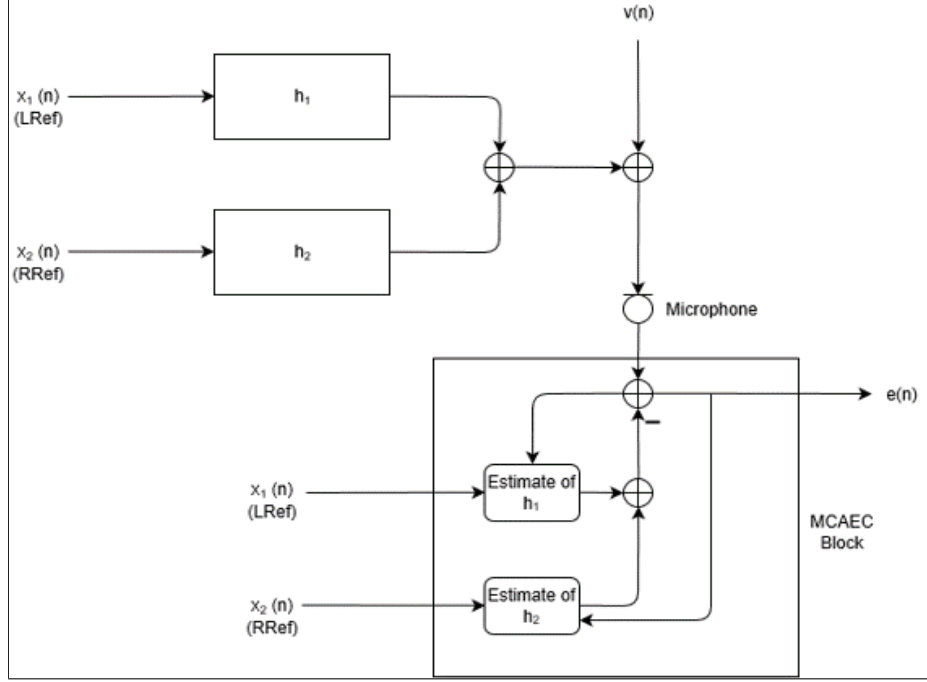 v(n)
x₁ (n)
(LRef)
h₁
x₂ (n)
(RRef)
h₂
Microphone
e(n)
x₁ (n)
(LRef)
Estimate of
h₁
MCAEC
Block
x₂ (n)
(RRef)
Estimate of
h₂